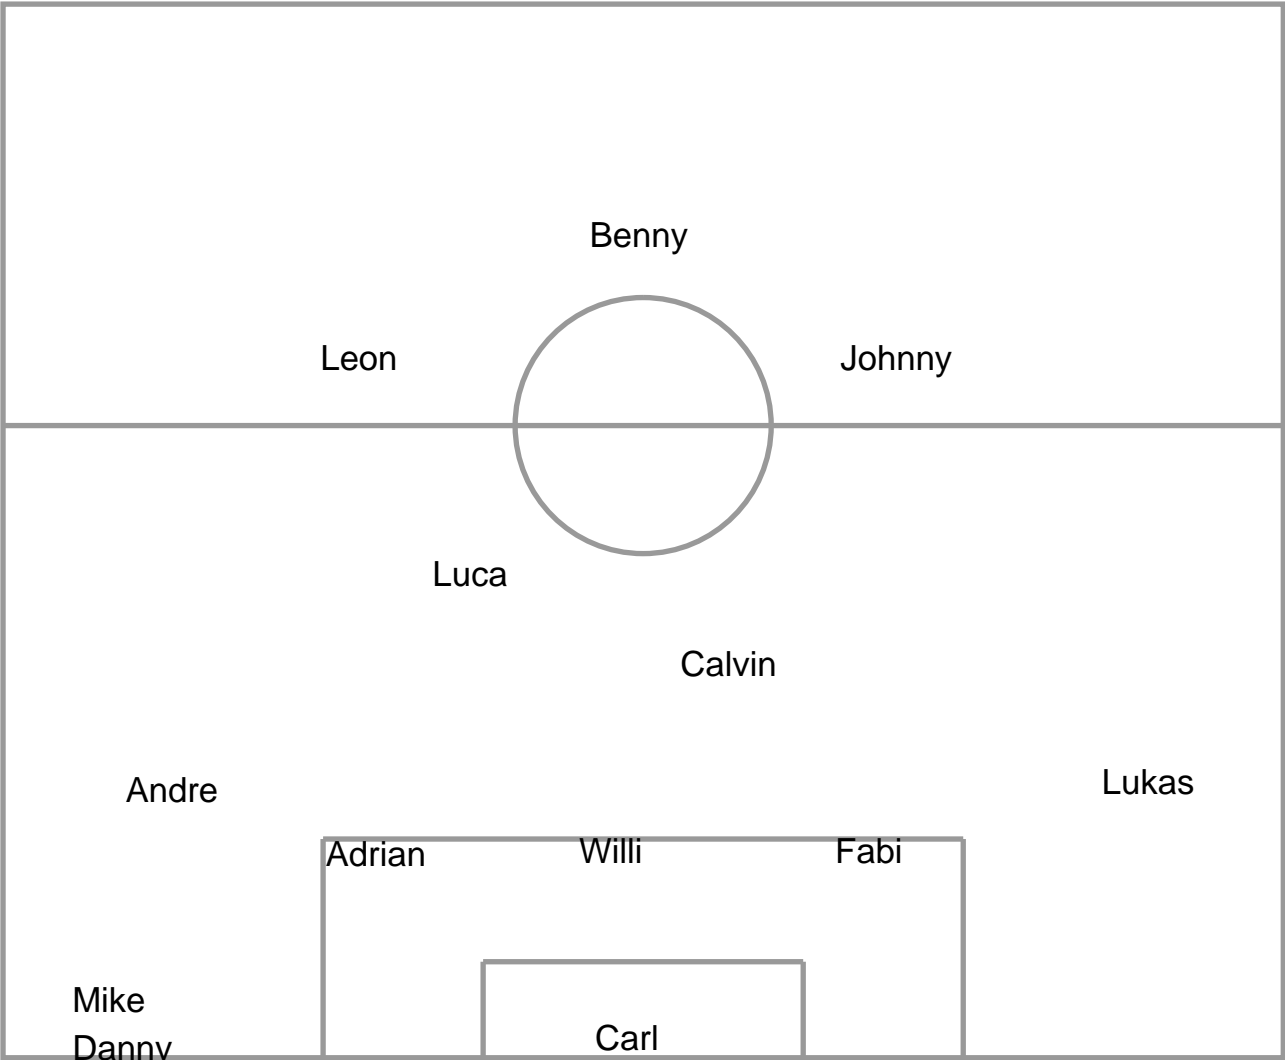 Benny
Leon Johnny
Luca
Calvin
Lukas
Andre
Adrian Willi Fabi
Mike
Carl
Danny